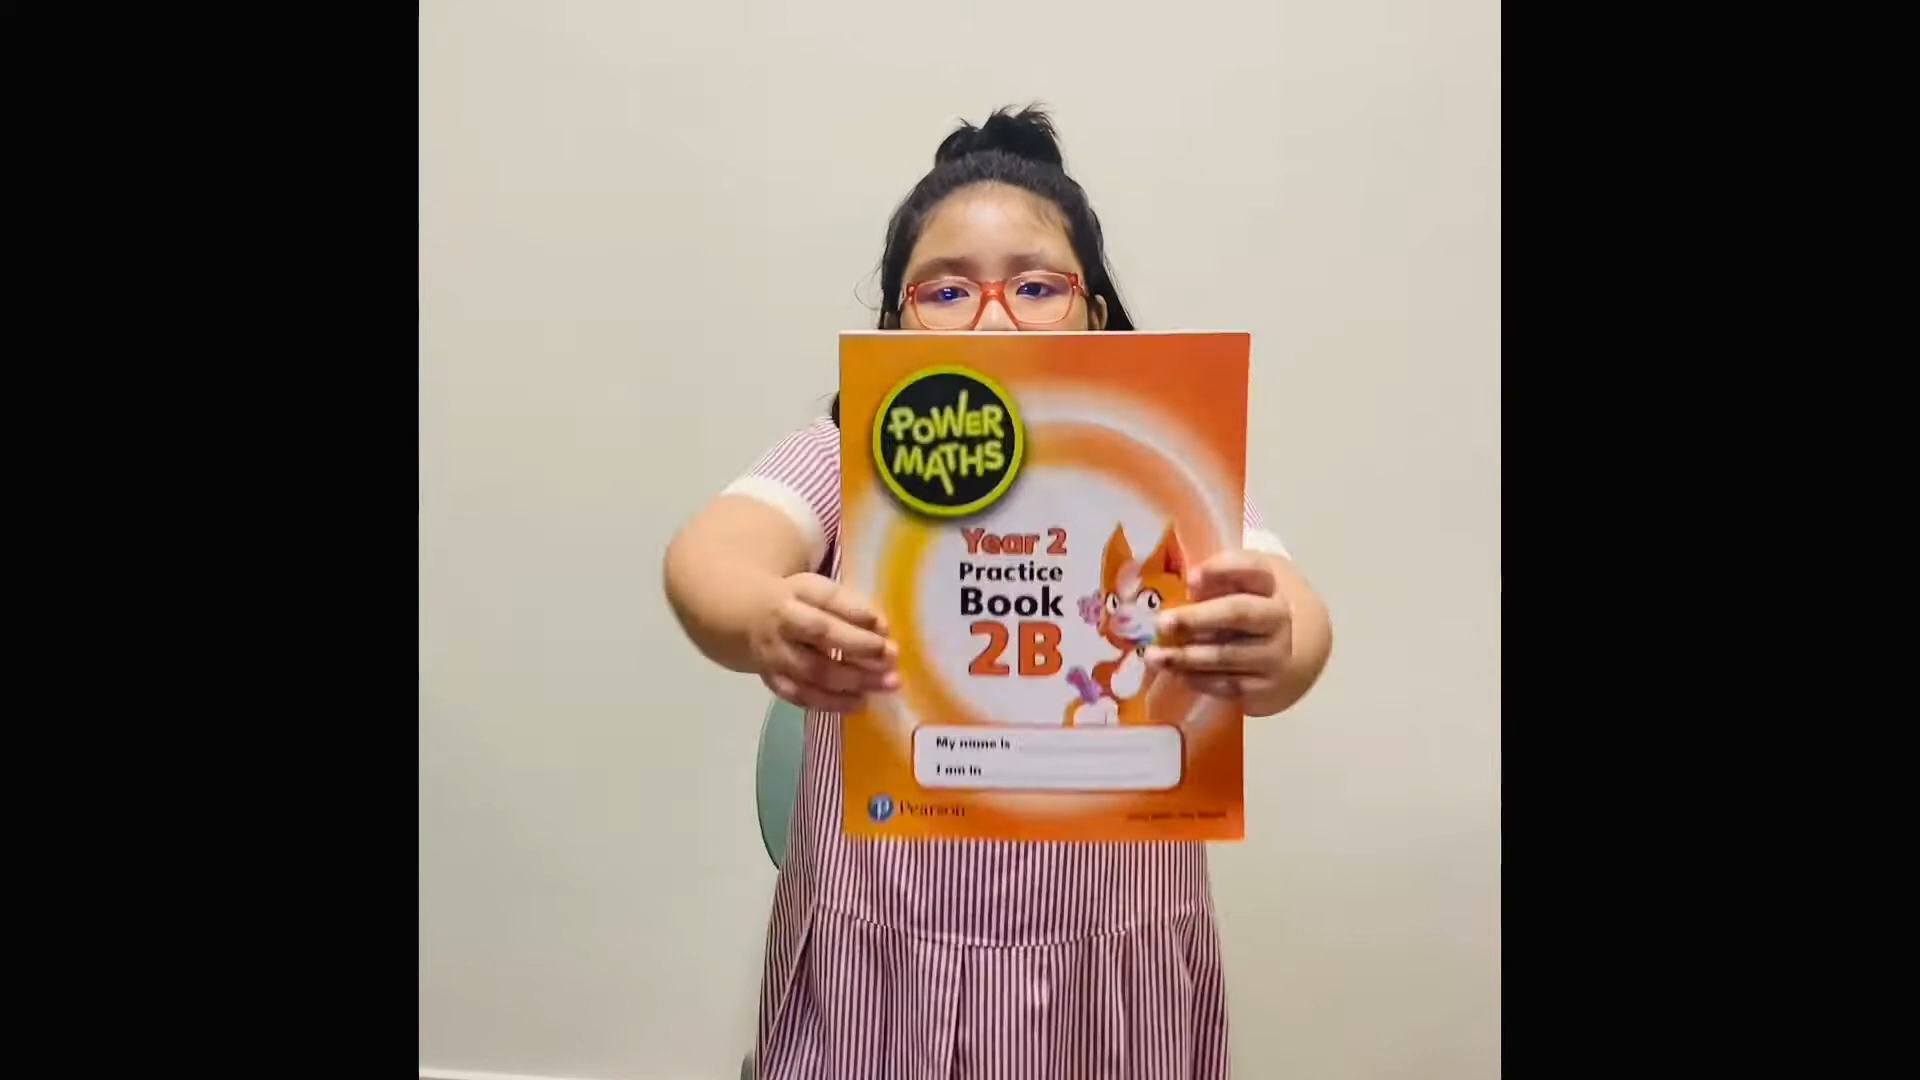 POWER
MATHS
Year 2
Practice
Book
2B
My name is
I am in
Pearson